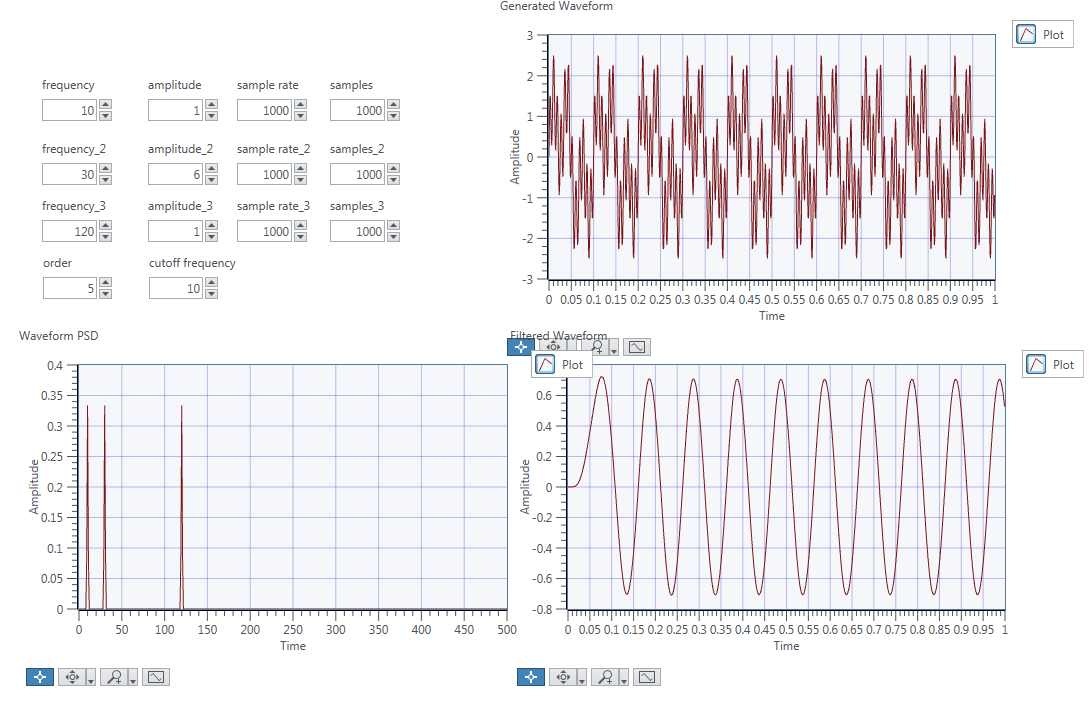 Generated Waveform
Plot
frequency amplitude sample rate samples
10 1 1000 1000
frequency_2 amplitude_2 sample rate_2 samples_2
30 6 1000 1000
frequency_3 amplitude_3 sample rate_3 samples_3
120 1 1000 1000
order cutoff frequency
5 10
Amplitude
3
2
1
0
-1
-2
-3
0 0.05 0.1 0.15 0.2 0.25 0.3 0.35 0.4 0.45 0.5 0.55 0.6 0.65 0.7 0.75 0.8 0.85 0.9 0.95 1
Time
Waveform PSD
Amplitude
0.4
0.35
0.3
0.25
0.2
0.15
0.1
0.05
0
0 50 100 150 200 250 300 350 400 450 500
Time
Filtered Waveform
Plot
Plot
Amplitude
0.6
0.4
0.2
0
-0.2
-0.4
-0.6
-0.8
0 0.05 0.1 0.15 0.2 0.25 0.3 0.35 0.4 0.45 0.5 0.55 0.6 0.65 0.7 0.75 0.8 0.85 0.9 0.95 1
Time